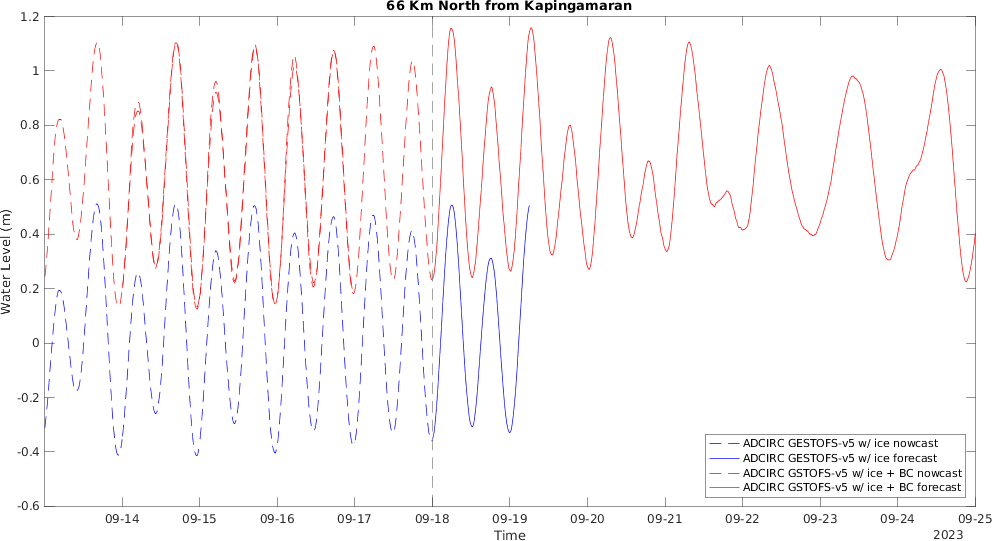 66 Km North from Kapingamaran
1.2
1
0.8
0.6
0.4
0.2
0
-0.2
-0.4
-0.6
Water Level (m)
ADCIRC GESTOFS-v5 w/ ice nowcast
ADCIRC GESTOFS-v5 w/ ice forecast
ADCIRC GSTOFS-v5 w/ ice + BC nowcast
ADCIRC GSTOFS-v5 w/ ice + BC forecast
09-14 09-15 09-16 09-17 09-18 09-19 09-20 09-21 09-22 09-23 09-24 09-25
Time
2023